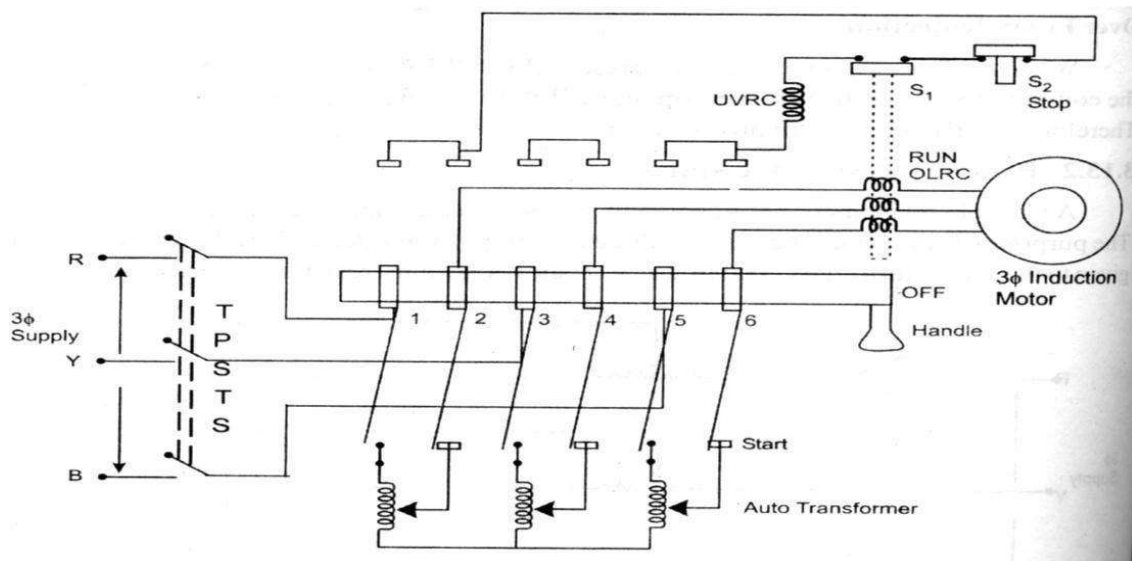 S1
S2
Stop
UVRC
RUN
OLRC
R
3ϕ
Supply
Y
B
T
P
S
T
S
1
2
3
4
5
6
OFF
Handle
3ϕ Induction
Motor
Start
Auto Transformer